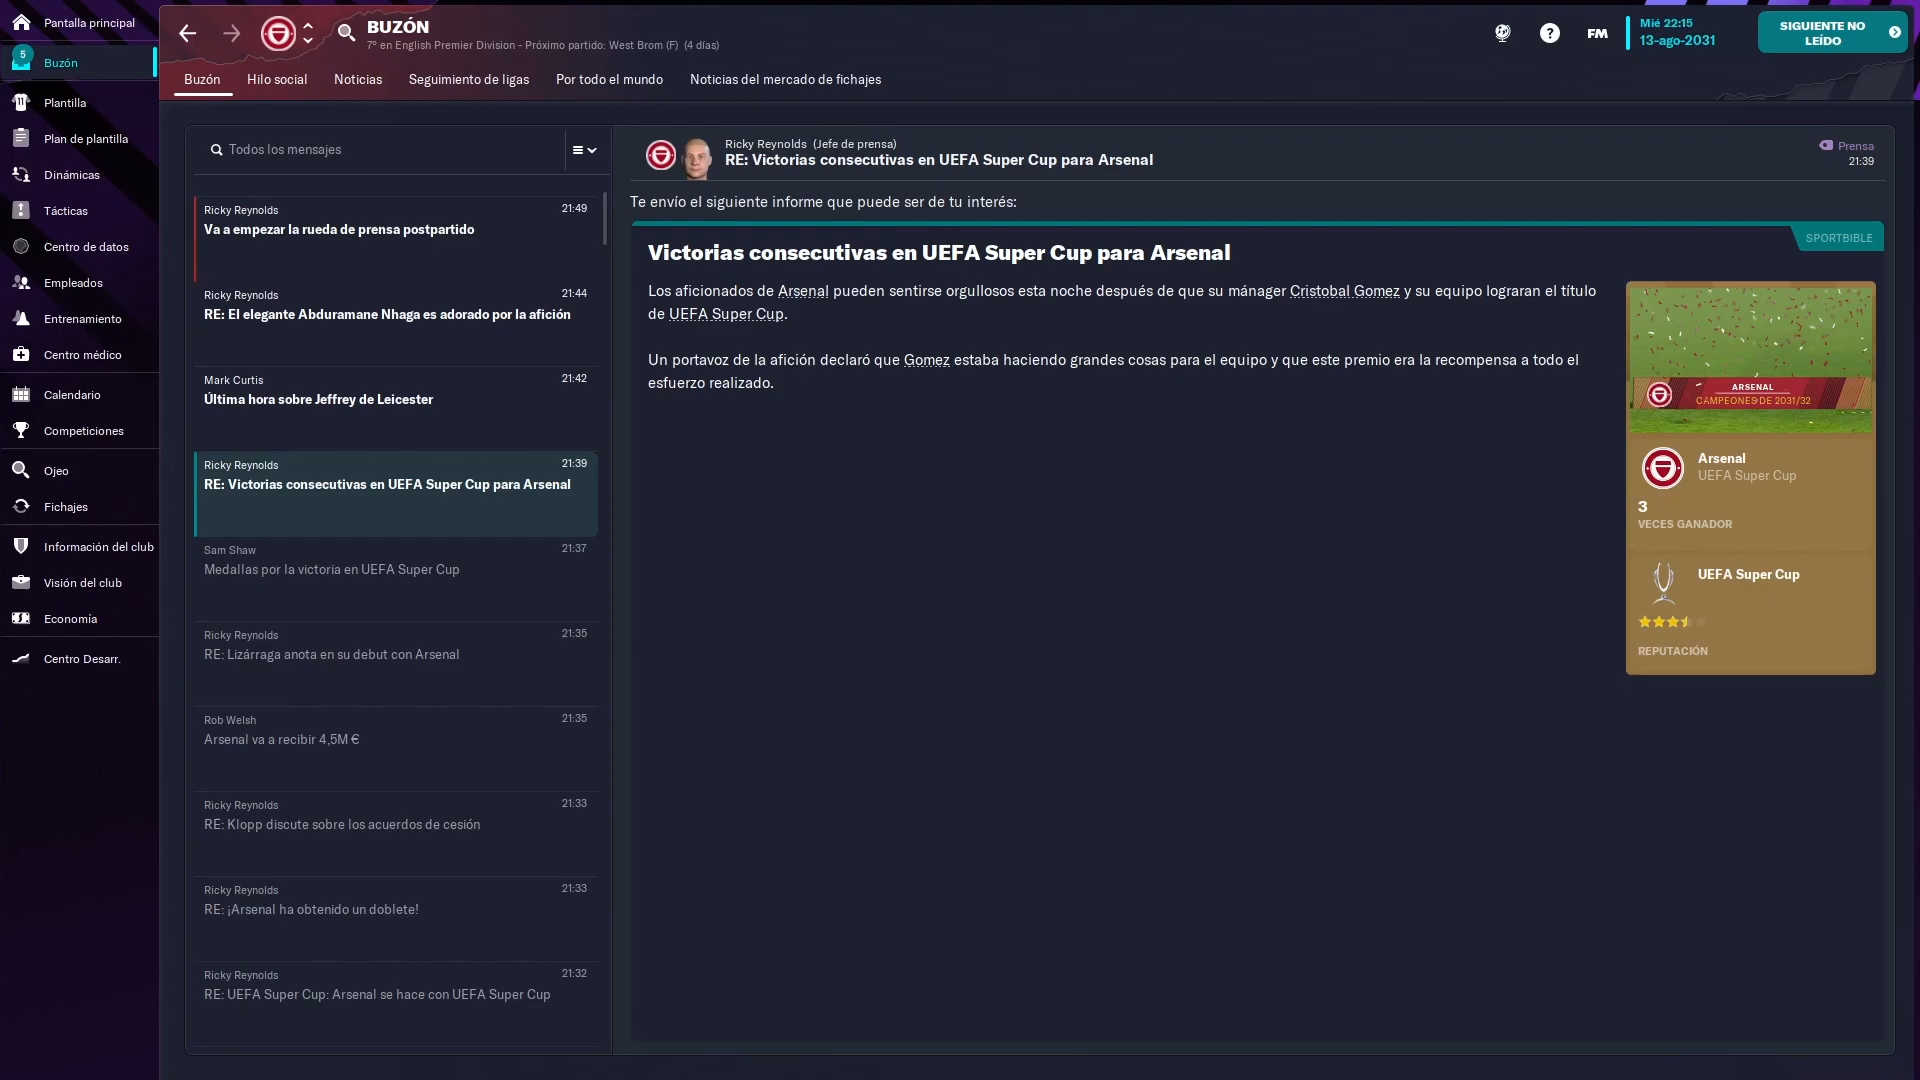 Pantalla principal
5
Buzón
Plantilla
Plan de plantilla
Dinámicas
Tácticas
Centro de datos
Empleados
Entrenamiento
Centro médico
Calendario
Competiciones
Ojeo
Fichajes
Información del club
Visión del club
Economía
Centro Desarr.
BUZÓN
7º en English Premier Division - Próximo partido: West Brom (F) (4 días)
FM
Mié 22:15
13-ago-2031
SIGUIENTE NO LEÍDO
Buzón Hilo social Noticias Seguimiento de ligas Por todo el mundo Noticias del mercado de fichajes
Todos los mensajes
Ricky Reynolds 21:49
Va a empezar la rueda de prensa postpartido
Ricky Reynolds 21:44
RE: El elegante Abduramane Nhaga es adorado por la afición
Mark Curtis 21:42
Última hora sobre Jeffrey de Leicester
Ricky Reynolds 21:39
RE: Victorias consecutivas en UEFA Super Cup para Arsenal
Sam Shaw 21:37
Medallas por la victoria en UEFA Super Cup
Ricky Reynolds 21:35
RE: Lizárraga anota en su debut con Arsenal
Rob Welsh 21:35
Arsenal va a recibir 4,5M €
Ricky Reynolds 21:33
RE: Klopp discute sobre los acuerdos de cesión
Ricky Reynolds 21:33
RE: ¡Arsenal ha obtenido un doblete!
Ricky Reynolds 21:32
RE: UEFA Super Cup: Arsenal se hace con UEFA Super Cup
Ricky Reynolds (Jefe de prensa)
RE: Victorias consecutivas en UEFA Super Cup para Arsenal
Prensa
21:39
Te envío el siguiente informe que puede ser de tu interés:
SPORTBIBLE
Victorias consecutivas en UEFA Super Cup para Arsenal
Los aficionados de Arsenal pueden sentirse orgullosos esta noche después de que su mánager Cristobal Gomez y su equipo lograran el título
de UEFA Super Cup.
Un portavoz de la afición declaró que Gomez estaba haciendo grandes cosas para el equipo y que este premio era la recompensa a todo el
esfuerzo realizado.
ARSENAL
CAMPEONES DE 2031/32
Arsenal
UEFA Super Cup
3
VECES GANADOR
UEFA Super Cup
REPUTACIÓN